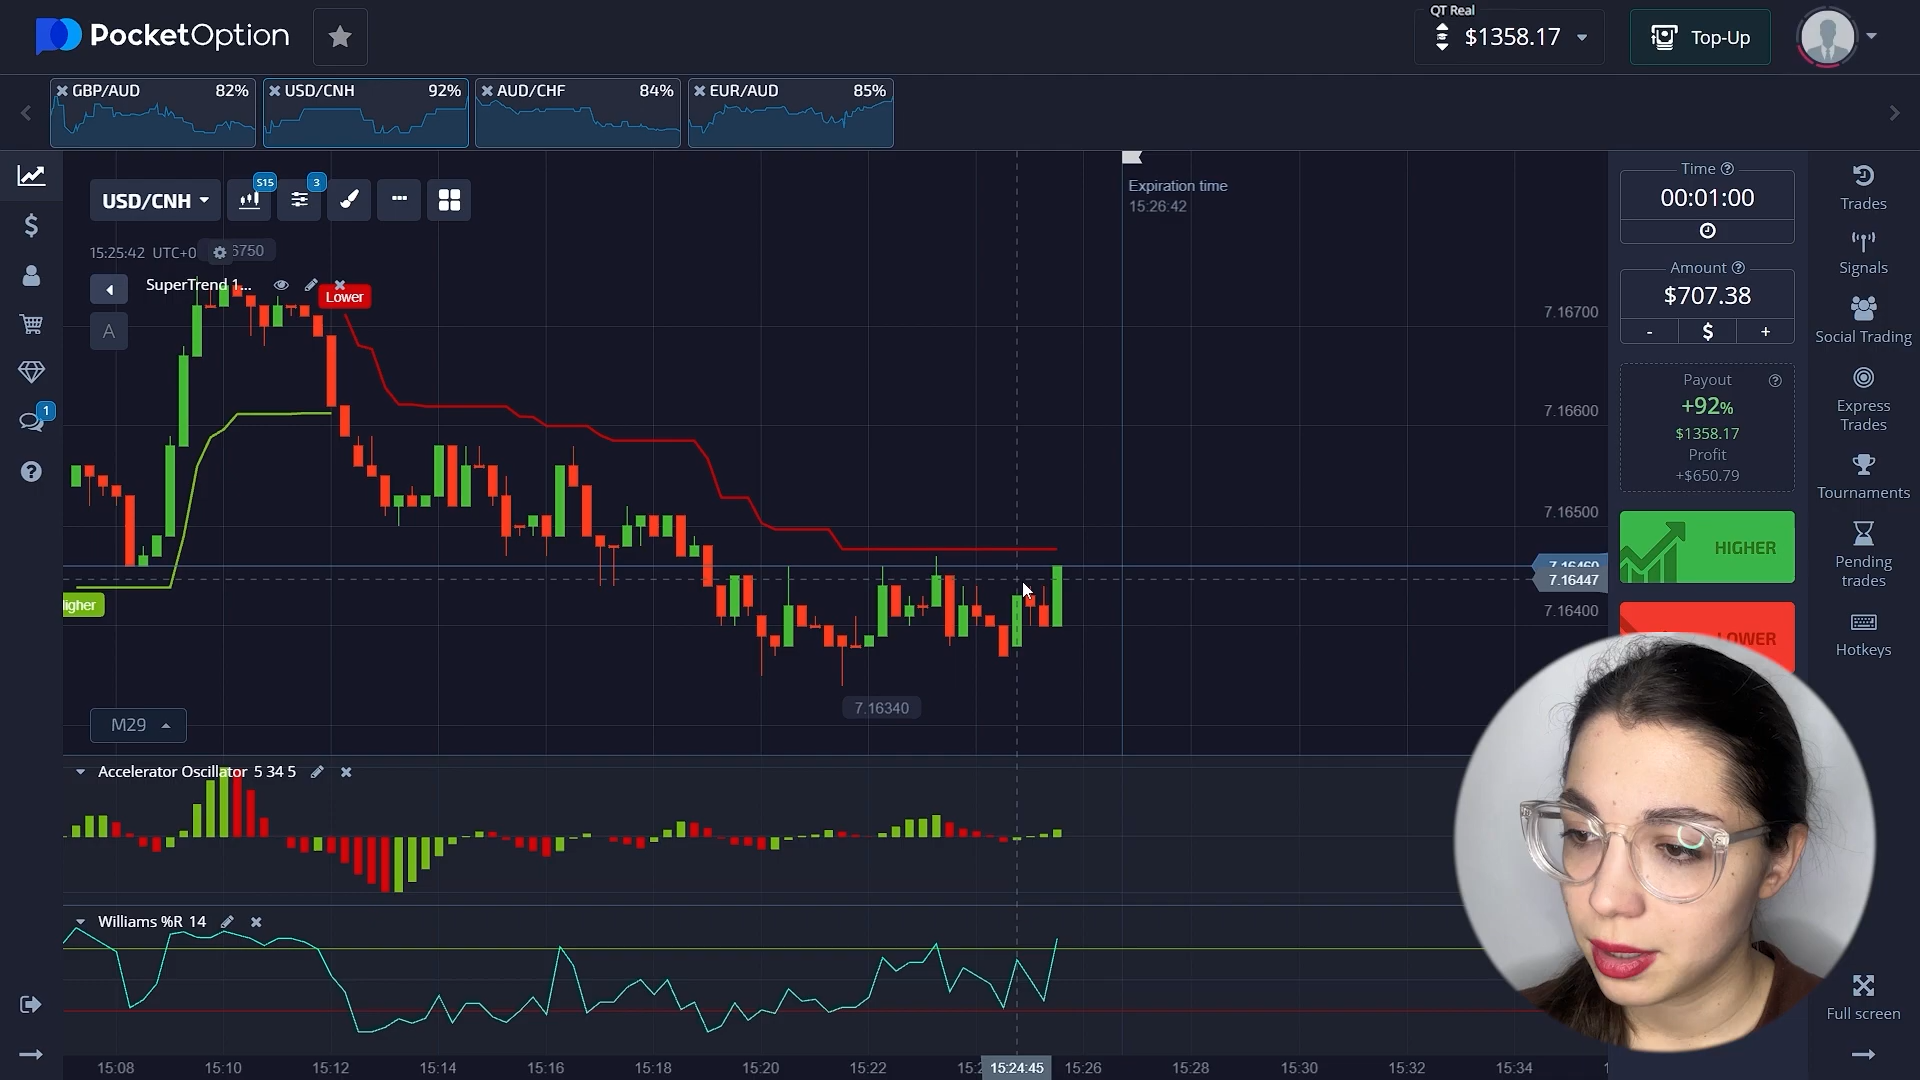 PocketOption
QT Real
$1358.17
Top-Up
GBP/AUD 82%
USD/CNH 92%
AUD/CHF 84%
EUR/AUD 85%
USD/CNH
S15
3
Expiration time
15:26:42
15:25:42 UTC+0
SuperTrend 1...
Lower
A
7.16700
7.16600
7.16500
7.16460
7.16447
7.16400
7.16340
M29
Accelerator Oscillator 5 34 5
Williams %R 14
15:08
15:10
15:12
15:14
15:16
15:18
15:20
15:22
15:24:45
15:26
15:28
15:30
15:32
15:34
1
Time
00:01:00
Amount
$707.38
- $ +
Payout
+92%
$1358.17
Profit
+$650.79
HIGHER
LOWER
Trades
Signals
Social Trading
Express
Trades
Tournaments
Pending
trades
Hotkeys
Full screen